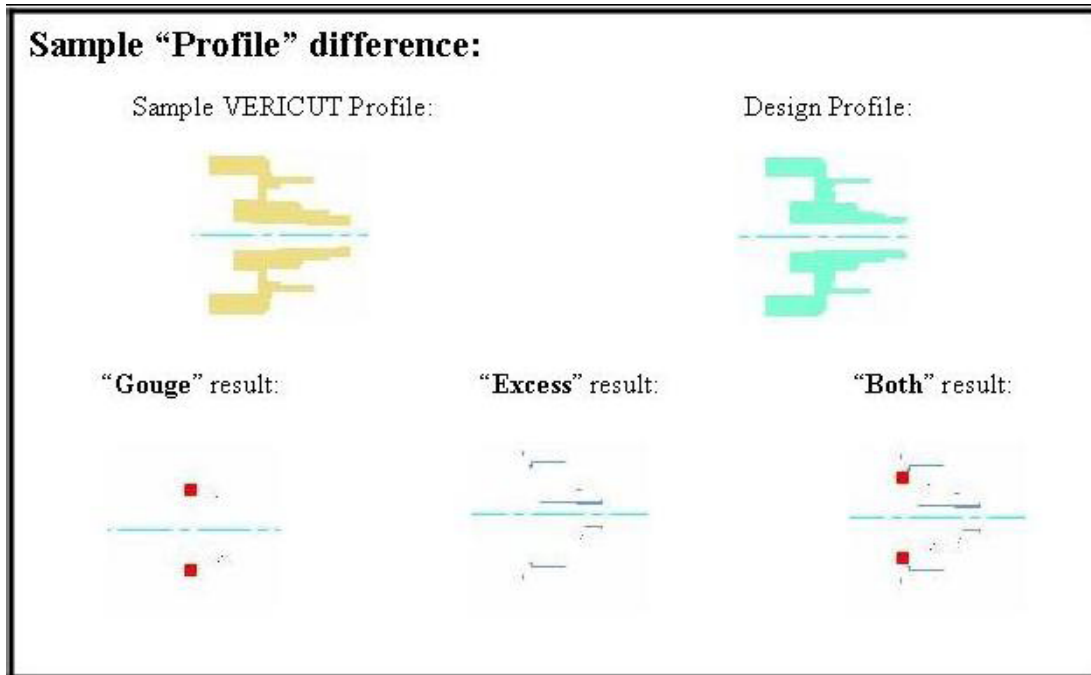 Sample “Profile” difference:
Sample VERICUT Profile:
Design Profile:
“Gouge” result:
“Excess” result:
“Both” result: